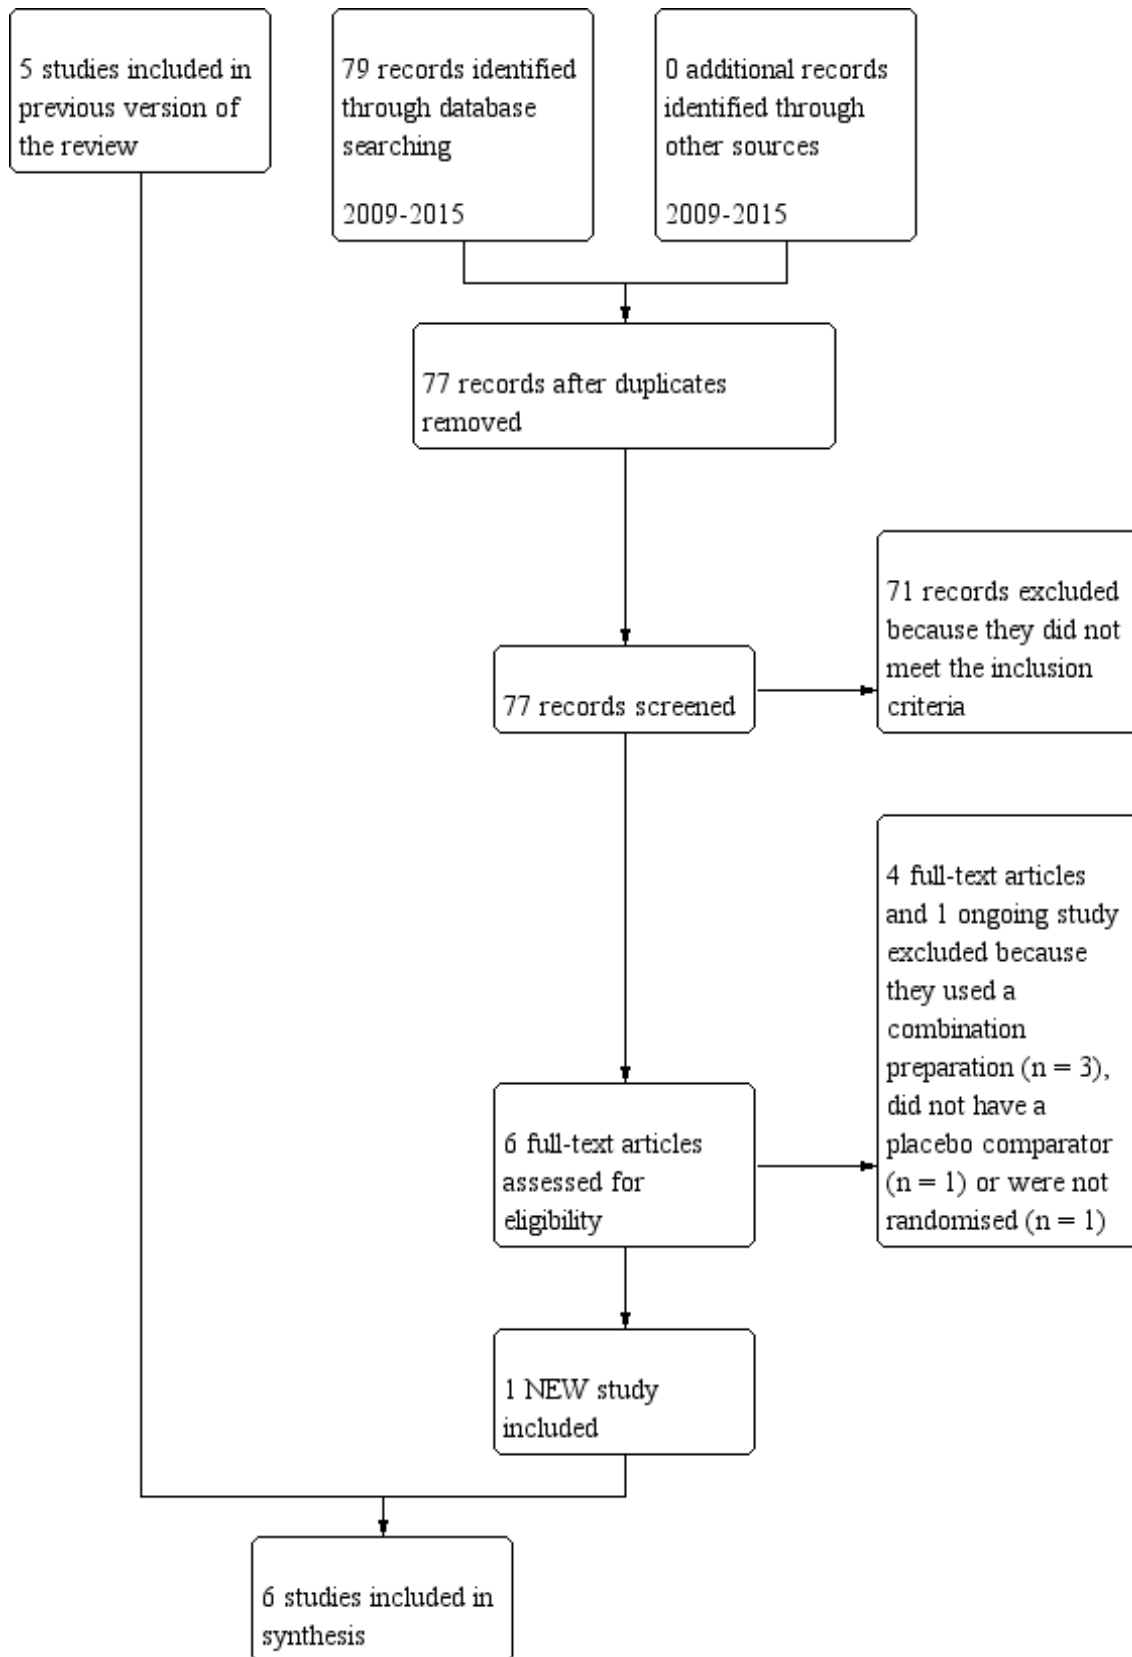 5 studies included in
previous version of
the review
79 records identified
through database
searching
2009-2015
0 additional records
identified through
other sources
2009-2015
77 records after duplicates
removed
77 records screened
71 records excluded
because they did not
meet the inclusion
criteria
6 full-text articles
assessed for
eligibility
4 full-text articles
and 1 ongoing study
excluded because
they used a
combination
preparation (n = 3),
did not have a
placebo comparator
(n = 1) or were not
randomised (n = 1)
1 NEW study
included
6 studies included in
synthesis